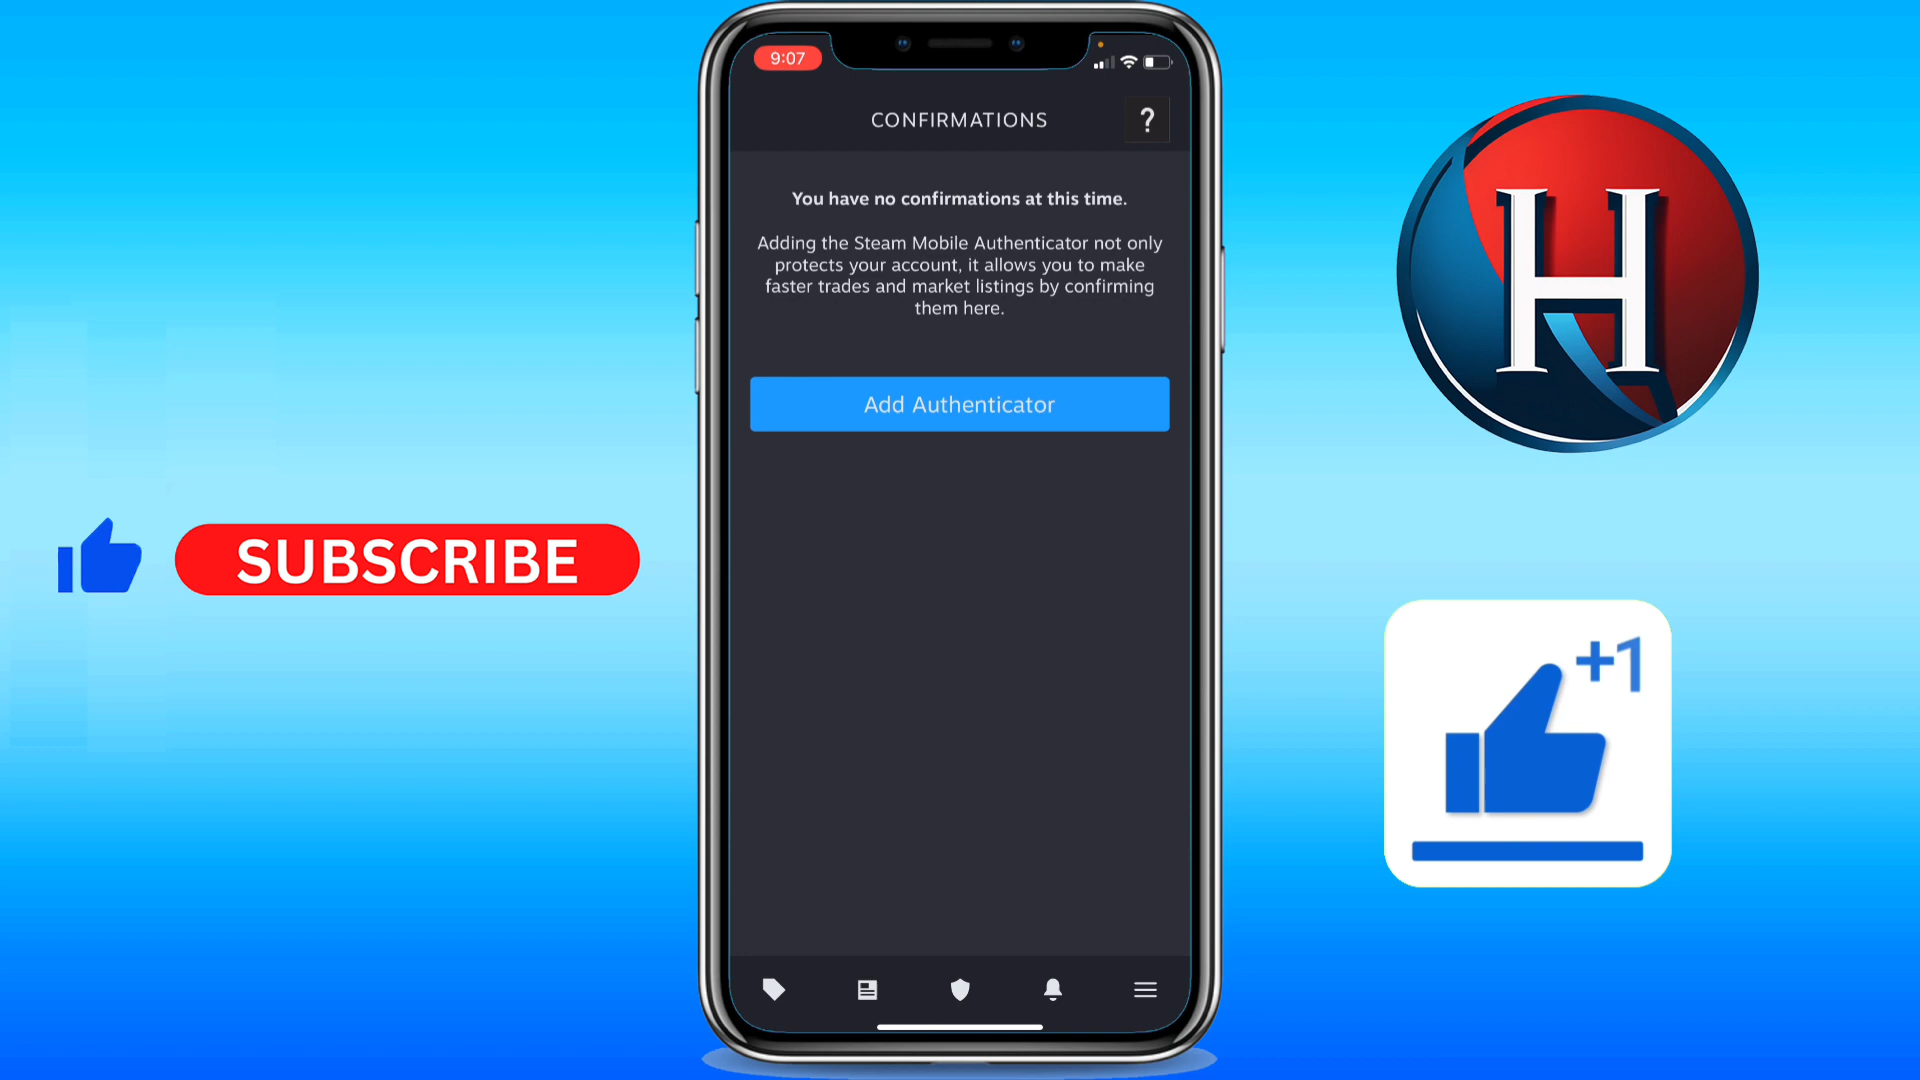 9:07
CONFIRMATIONS
?
You have no confirmations at this time.
Adding the Steam Mobile Authenticator not only
protects your account, it allows you to make
faster trades and market listings by confirming
them here.
Add Authenticator
SUBSCRIBE
H
+1